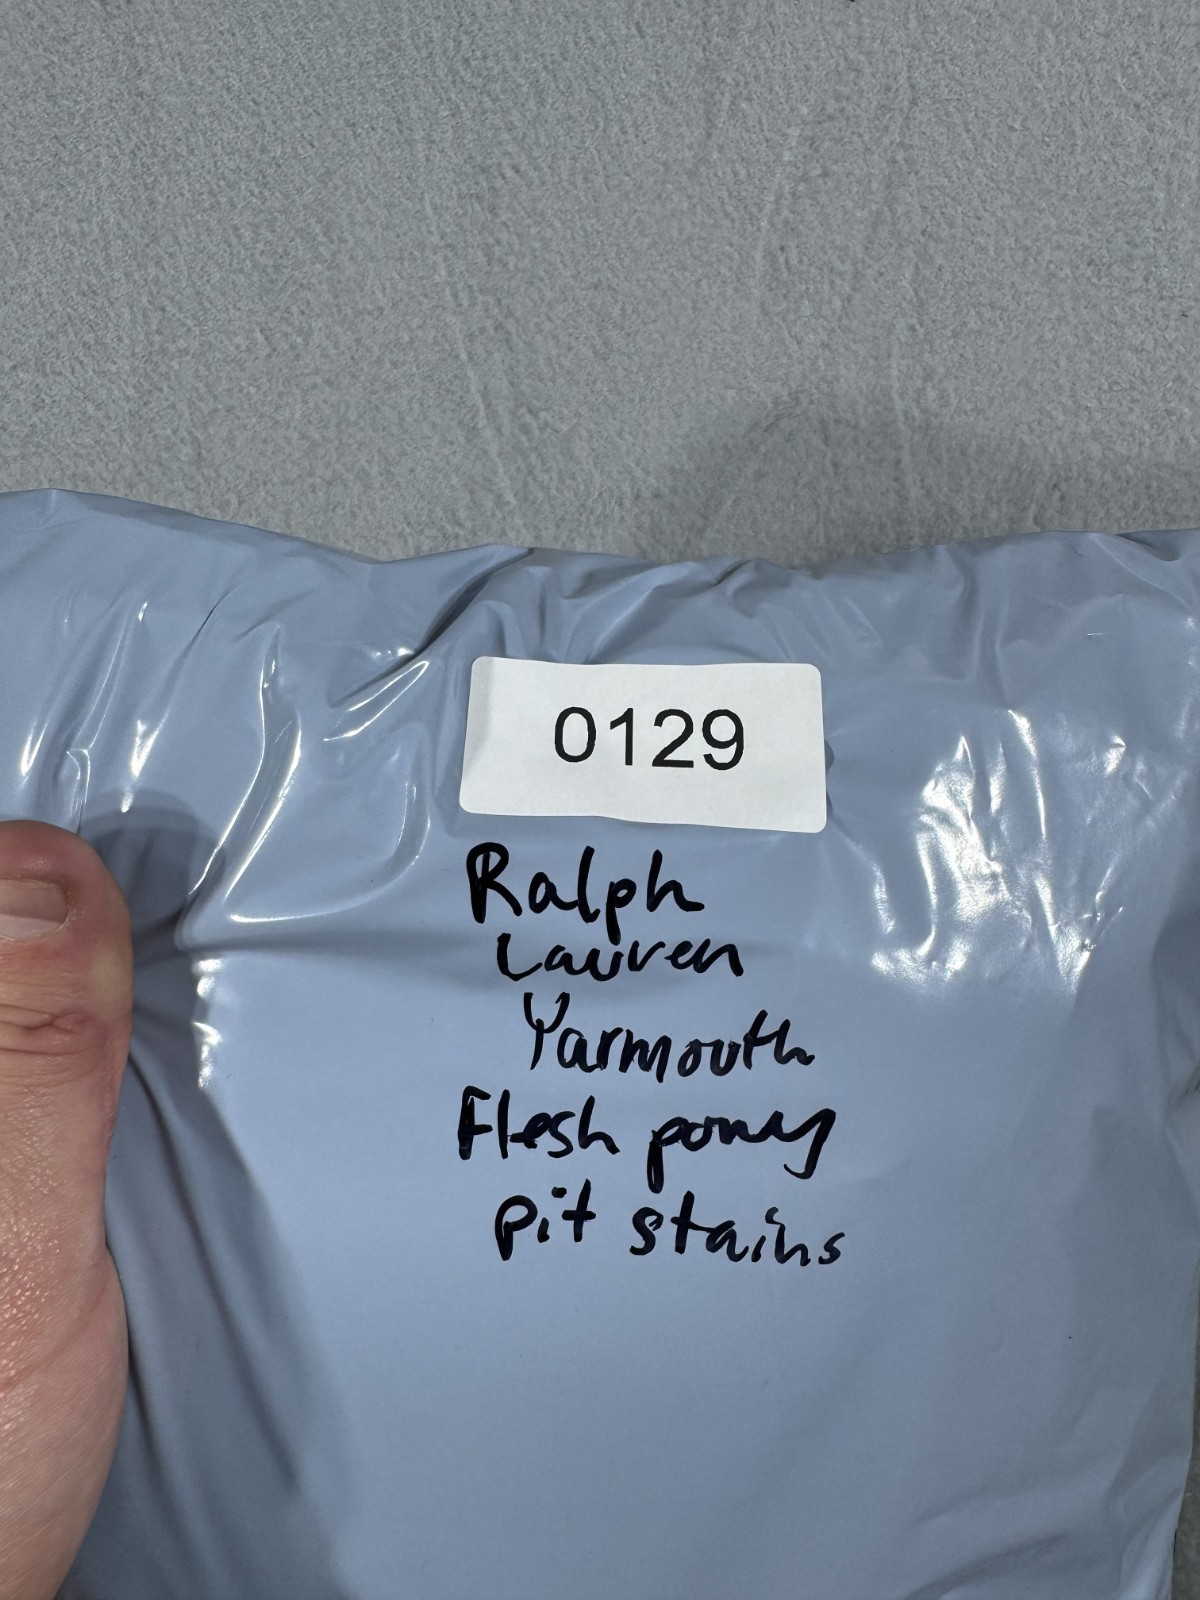 0129
Ralph
Lauren
Yarmouth
Flesh pony
pit stains